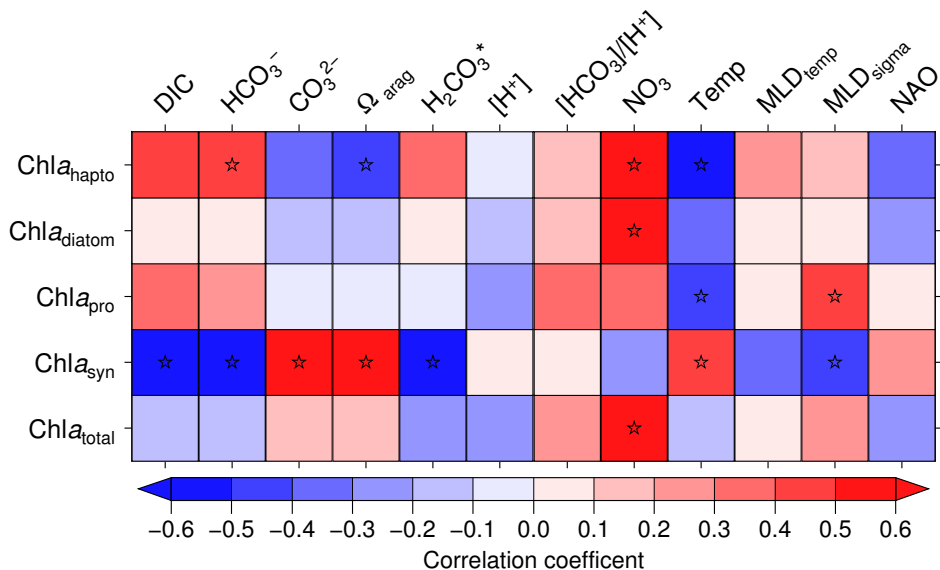 DIC HCO₃⁻ CO₃²⁻ Ω arag H₂CO₃* [H⁺] [HCO₃]/[H⁺] NO₃ Temp MLDtemp MLDsigma NAO
Chlahapto
Chladiatom
Chlapro
Chlasyn
Chlatotal
−0.6 −0.5 −0.4 −0.3 −0.2 −0.1 0.0 0.1 0.2 0.3 0.4 0.5 0.6
Correlation coefficent